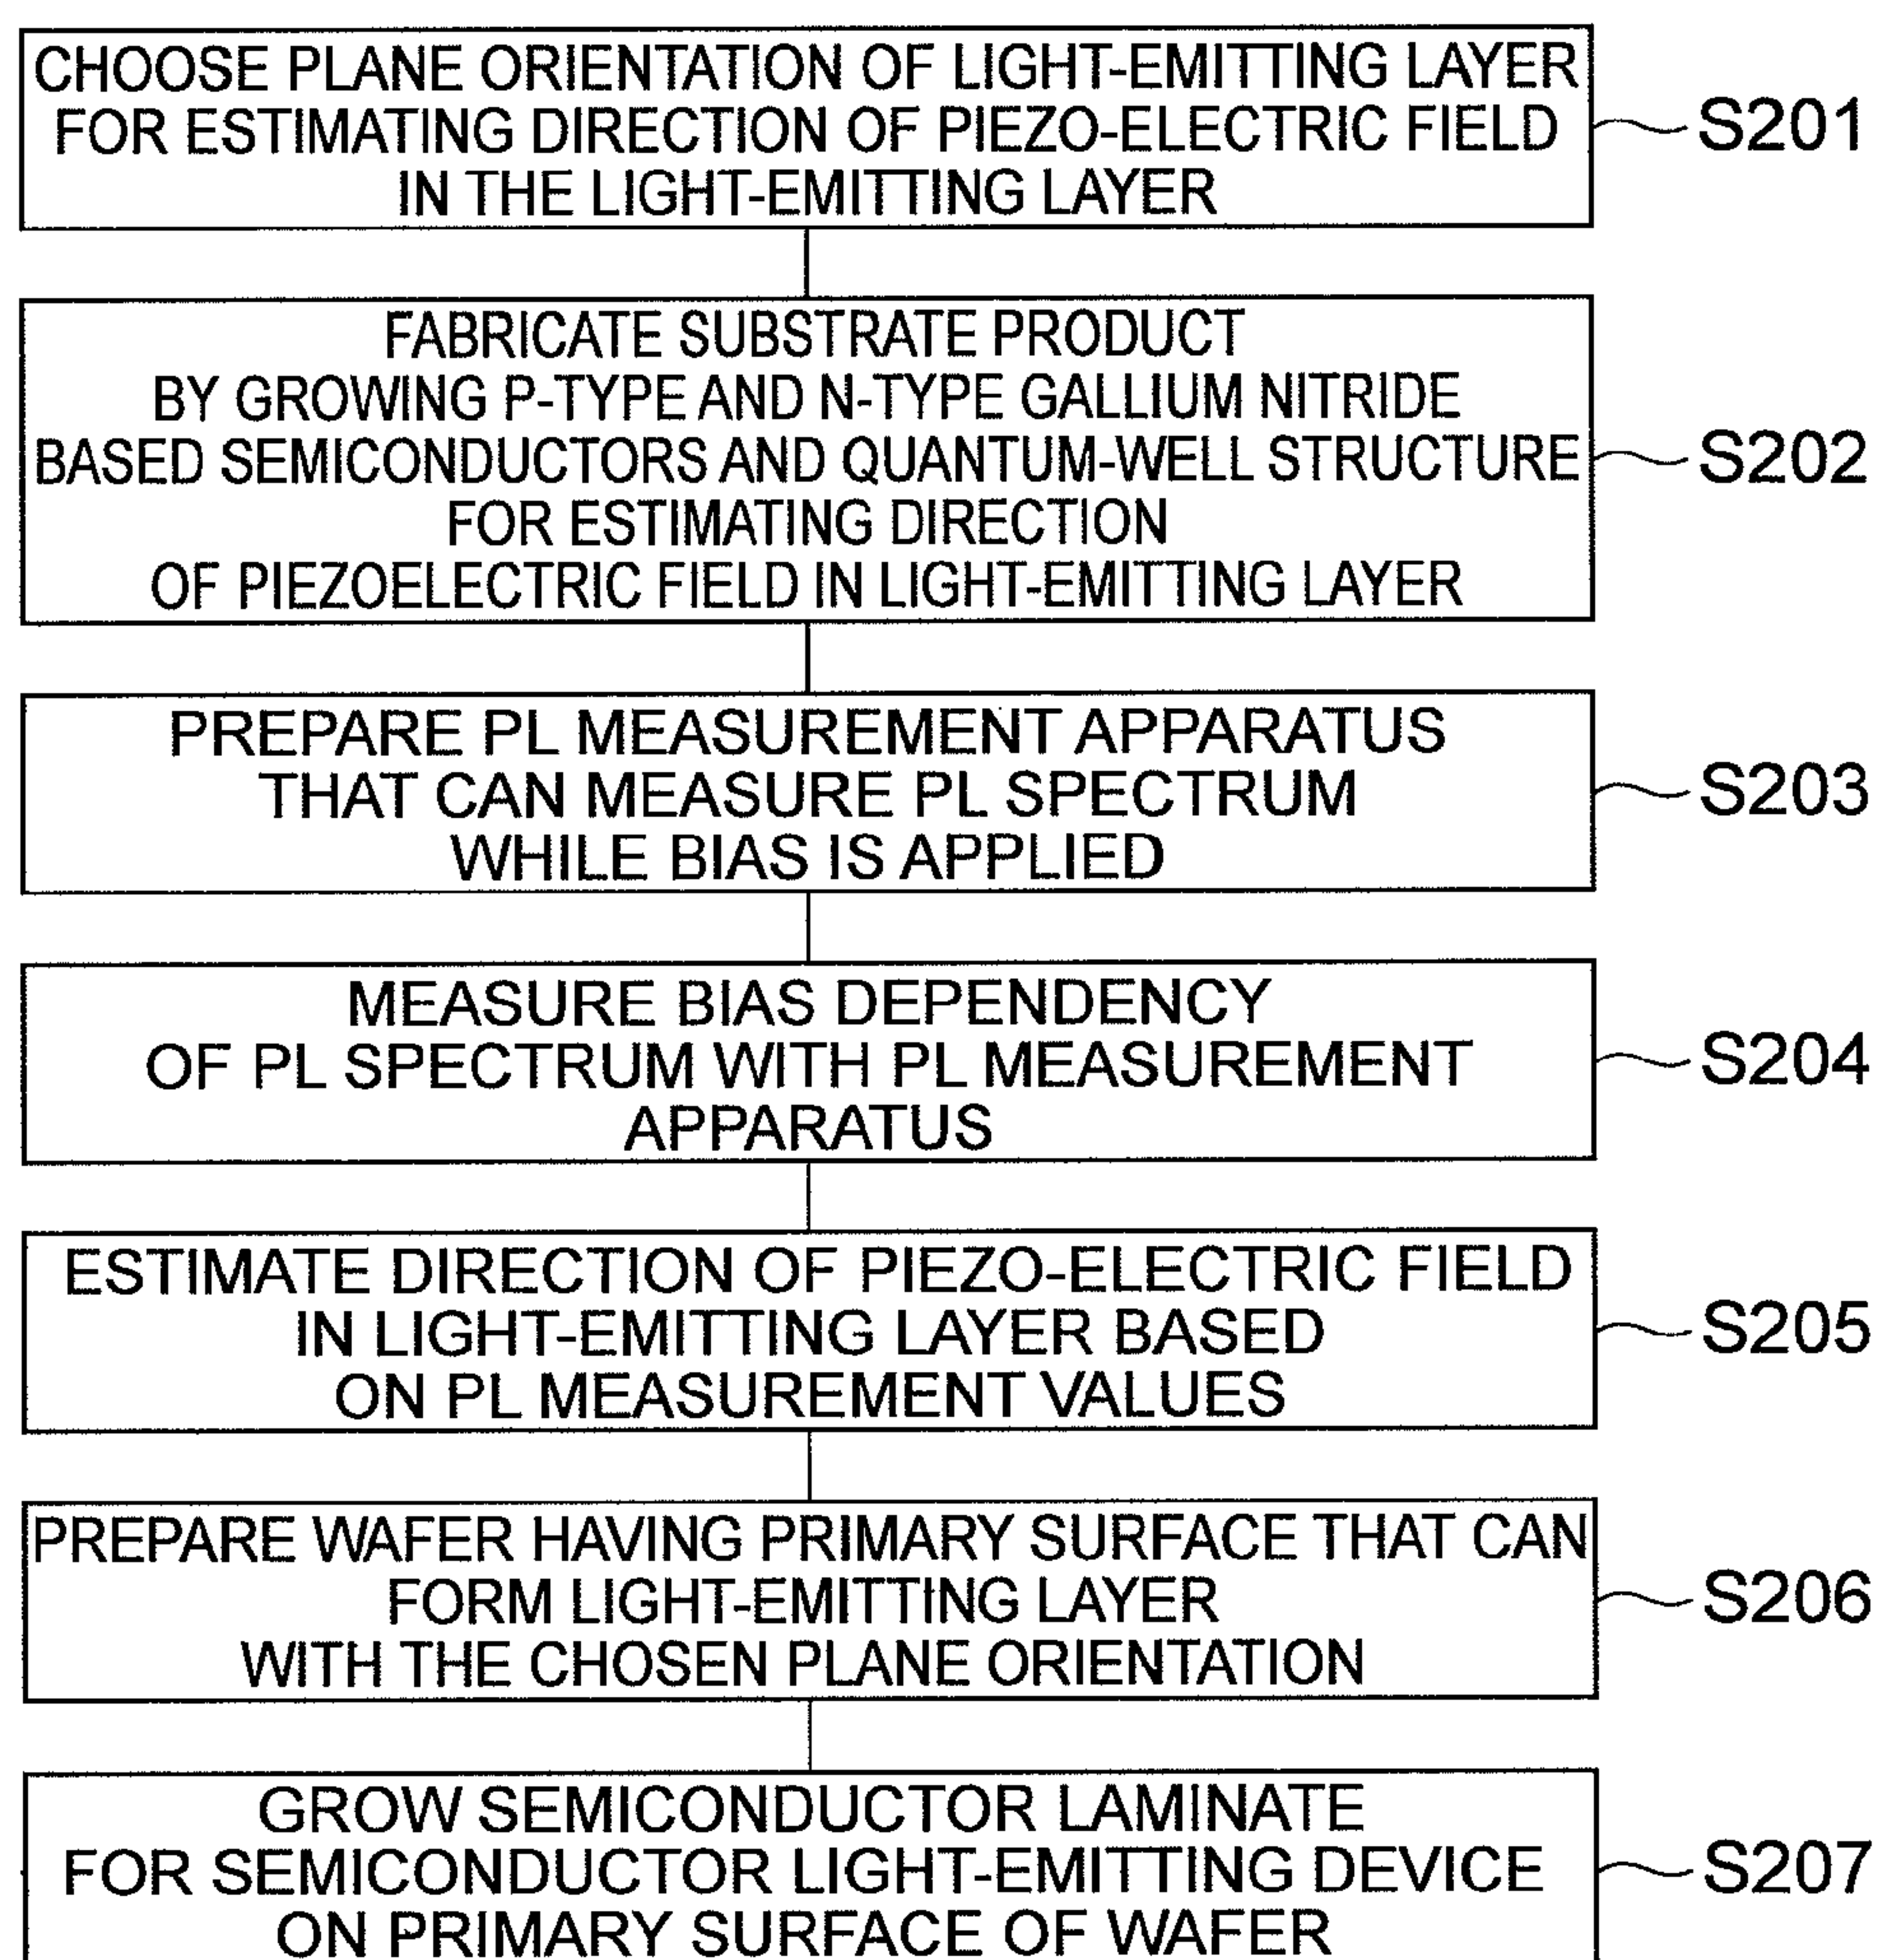 CHOOSE PLANE ORIENTATION OF LIGHT-EMITTING LAYER
FOR ESTIMATING DIRECTION OF PIEZO-ELECTRIC FIELD
IN THE LIGHT-EMITTING LAYER
S201
FABRICATE SUBSTRATE PRODUCT
BY GROWING P-TYPE AND N-TYPE GALLIUM NITRIDE
BASED SEMICONDUCTORS AND QUANTUM-WELL STRUCTURE
FOR ESTIMATING DIRECTION
OF PIEZOELECTRIC FIELD IN LIGHT-EMITTING LAYER
S202
PREPARE PL MEASUREMENT APPARATUS
THAT CAN MEASURE PL SPECTRUM
WHILE BIAS IS APPLIED
S203
MEASURE BIAS DEPENDENCY
OF PL SPECTRUM WITH PL MEASUREMENT
APPARATUS
S204
ESTIMATE DIRECTION OF PIEZO-ELECTRIC FIELD
IN LIGHT-EMITTING LAYER BASED
ON PL MEASUREMENT VALUES
S205
PREPARE WAFER HAVING PRIMARY SURFACE THAT CAN
FORM LIGHT-EMITTING LAYER
WITH THE CHOSEN PLANE ORIENTATION
S206
GROW SEMICONDUCTOR LAMINATE
FOR SEMICONDUCTOR LIGHT-EMITTING DEVICE
ON PRIMARY SURFACE OF WAFER
S207